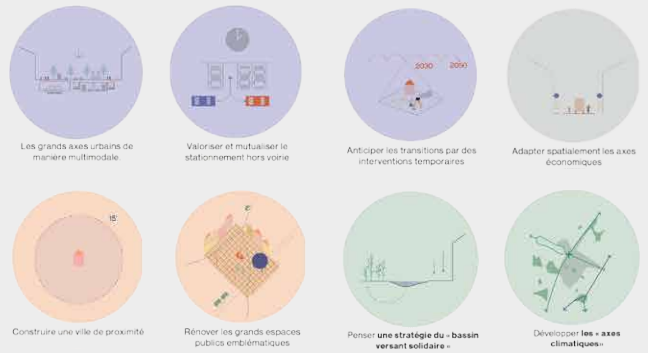 2030 2050
Les grands axes urbains de
manière multimodale.
Valoriser et mutualiser le
stationnement hors voirie
Anticiper les transitions par des
interventions temporaires
Adapter spatialement les axes
économiques
15'
Construire une ville de proximité
Rénover les grands espaces
publics emblématiques
Penser une stratégie du « bassin
versant solidaire »
Développer les « axes
climatiques»